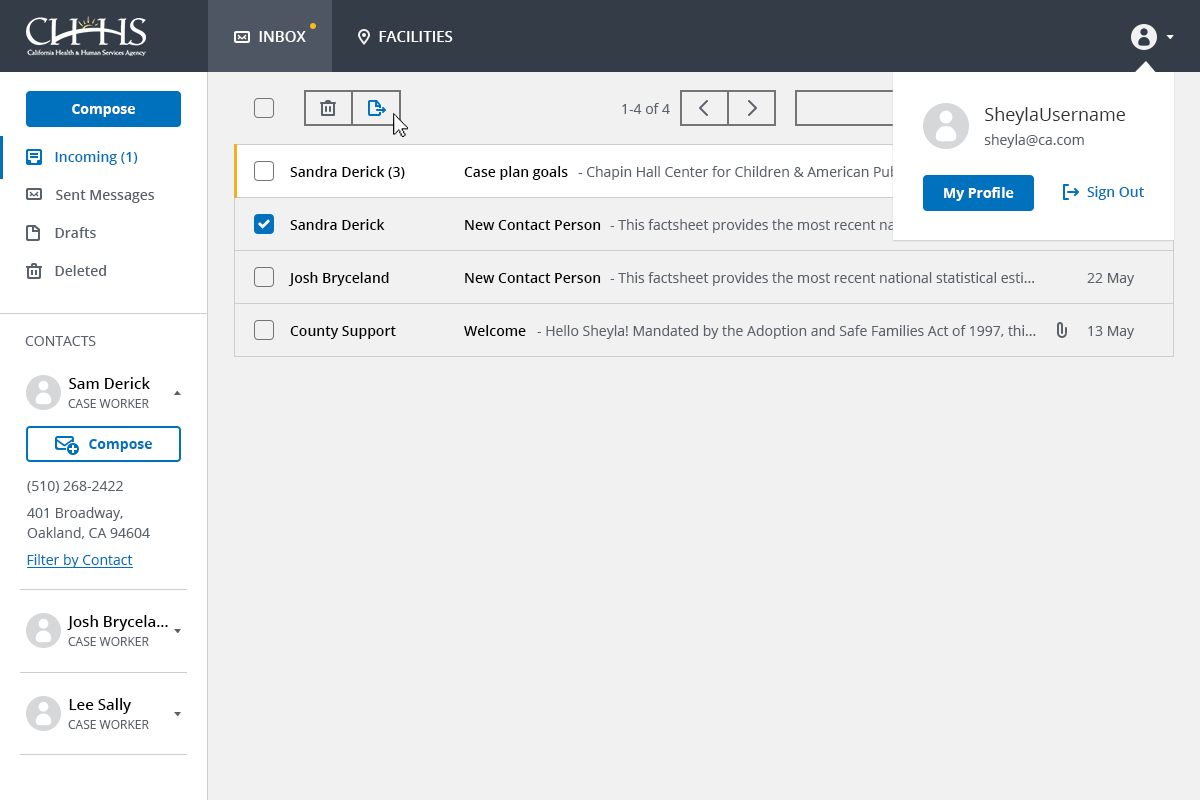 CHHS
California Health & Human Services Agency
INBOX
FACILITIES
Compose
Incoming (1)
Sent Messages
Drafts
Deleted
CONTACTS
Sam Derick
CASE WORKER
Compose
(510) 268-2422
401 Broadway,
Oakland, CA 94604
Filter by Contact
Josh Brycela...
CASE WORKER
Lee Sally
CASE WORKER
1-4 of 4
SheylaUsername
sheyla@ca.com
My Profile
Sign Out
Sandra Derick (3) Case plan goals - Chapin Hall Center for Children & American Pub
Sandra Derick New Contact Person - This factsheet provides the most recent na
Josh Bryceland New Contact Person - This factsheet provides the most recent national statistical esti... 22 May
County Support Welcome - Hello Sheyla! Mandated by the Adoption and Safe Families Act of 1997, thi... 13 May